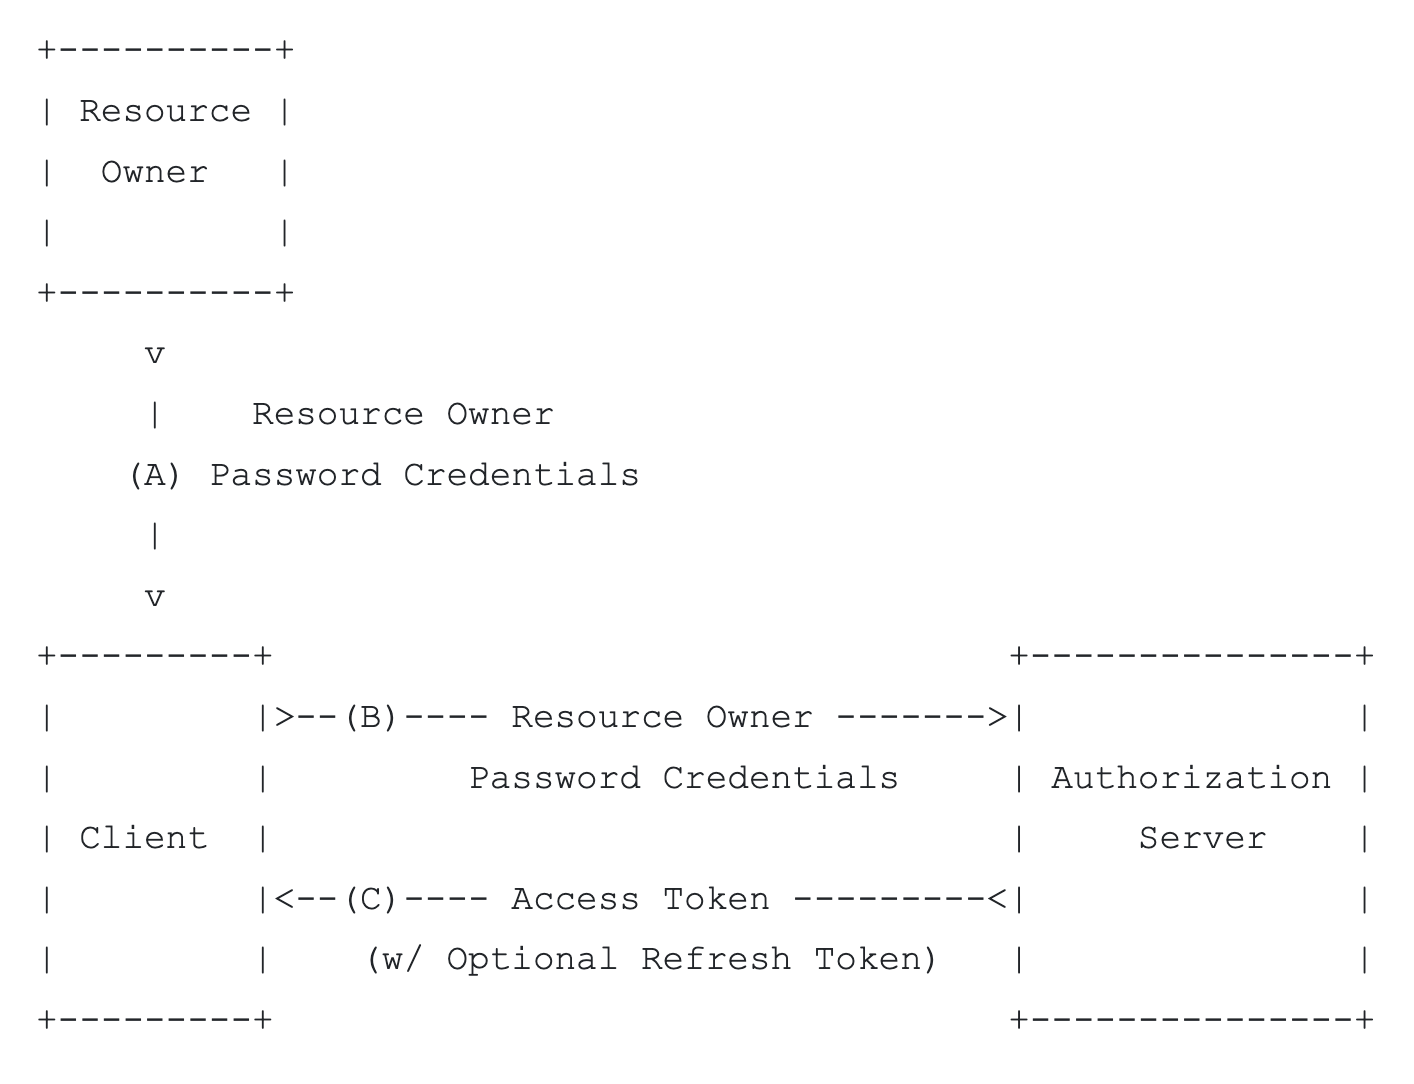 +----------+
| Resource |
|  Owner   |
|          |
+----------+
     v
     |    Resource Owner
    (A) Password Credentials
     |
     v
+---------+                                  +---------------+
|         |>--(B)---- Resource Owner ------->|               |
|         |         Password Credentials     | Authorization |
| Client  |                                  |     Server    |
|         |<--(C)---- Access Token ---------<|               |
|         |    (w/ Optional Refresh Token)   |               |
+---------+                                  +---------------+